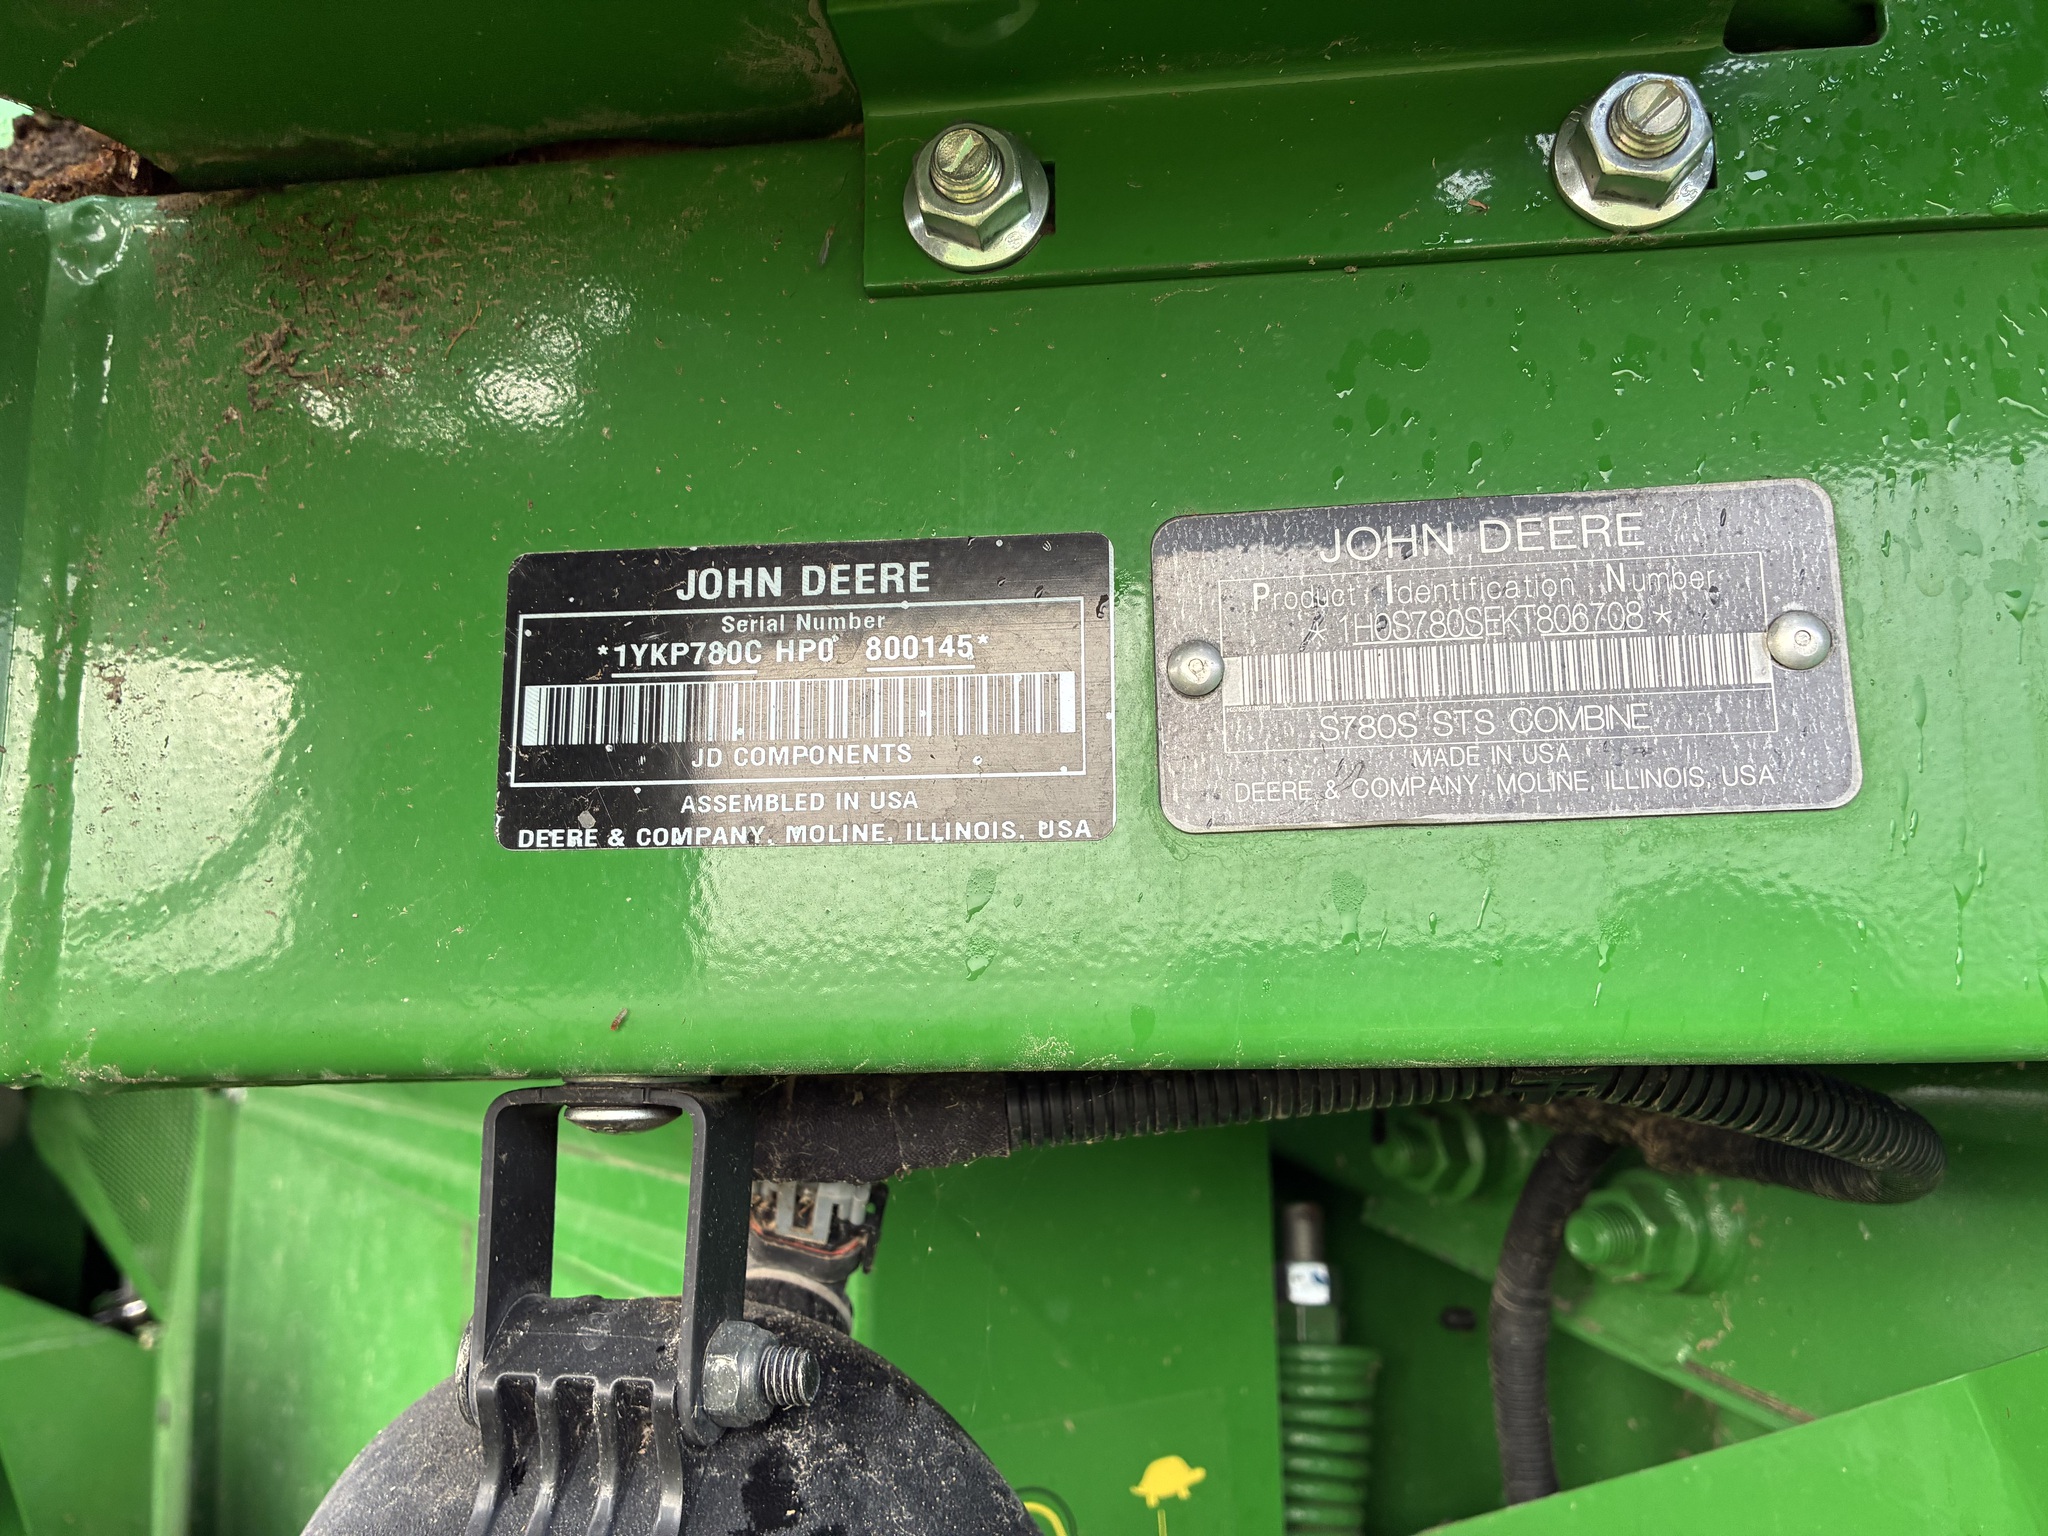 JOHN DEERE
Serial Number
*1YKP780C HP0 800145*
JD COMPONENTS
ASSEMBLED IN USA
DEERE & COMPANY, MOLINE, ILLINOIS, USA
JOHN DEERE
Product Identification Number
* 1H0S780SEKT806708 *
S780S STS COMBINE
MADE IN USA
DEERE & COMPANY, MOLINE, ILLINOIS, USA